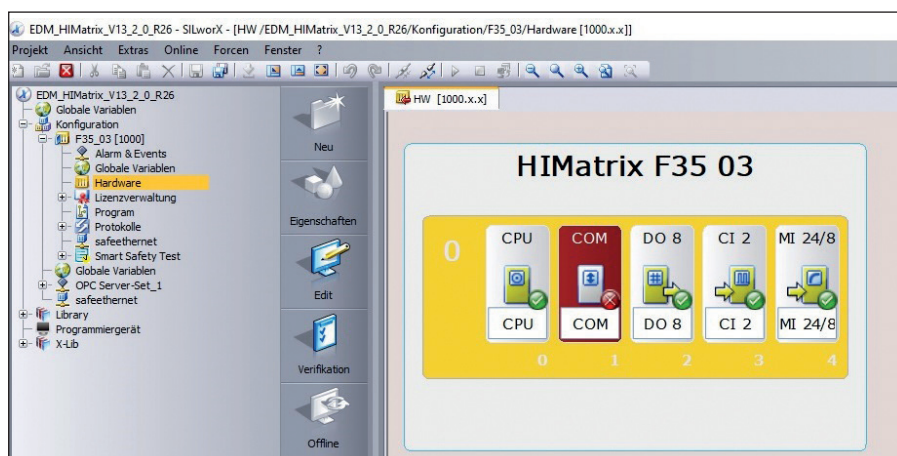 EDM_HIMatrix_V13_2_0_R26 - SILworX - [HW /EDM_HIMatrix_V13_2_0_R26/Konfiguration/F35_03/Hardware [1000.x.x]]
Projekt Ansicht Extras Online Forcen Fenster ?
EDM_HIMatrix_V13_2_0_R26
Globale Variablen
Konfiguration
F35_03 [1000]
Alarm & Events
Globale Variablen
Hardware
Lizenzverwaltung
Program
Protokolle
safeethernet
Smart Safety Test
Globale Variablen
OPC Server-Set_1
safeethernet
Library
Programmiergerät
X-Lib
Neu
Eigenschaften
Edit
Verifikation
Offline
HW [1000.x.x]
HIMatrix F35 03
0
CPU COM DO 8 CI 2 MI 24/8
CPU COM DO 8 CI 2 MI 24/8
0 1 2 3 4